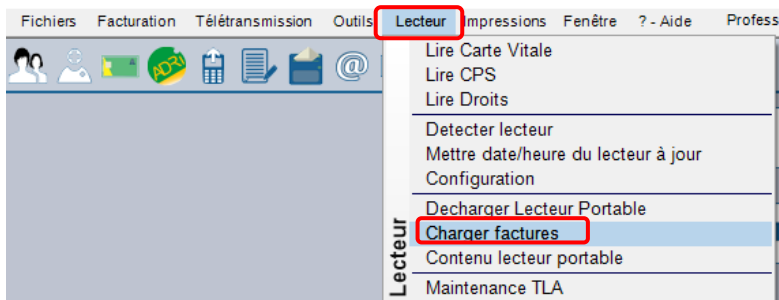 Fichiers Facturation Télétransmission Outils Lecteur Impressions Fenêtre ? - Aide Profess
ADRI
@
Lire Carte Vitale
Lire CPS
Lire Droits
Detecter lecteur
Mettre date/heure du lecteur à jour
Configuration
Decharger Lecteur Portable
Charger factures
Contenu lecteur portable
Maintenance TLA
Lecteur